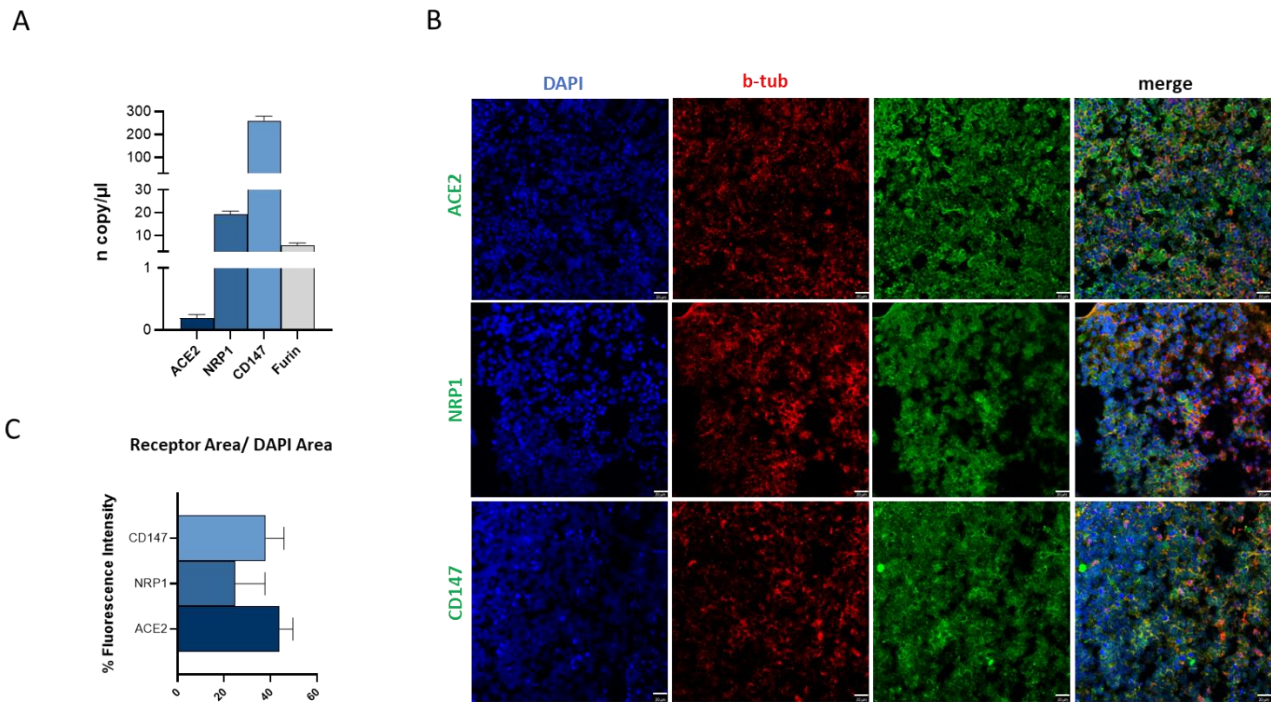 A
n copy/µl
300
200
100
30
20
10
1
0
ACE2
NRP1
CD147
Furin
B
DAPI
b-tub
merge
ACE2
NRP1
CD147
C
Receptor Area/ DAPI Area
% Fluorescence Intensity
CD147
NRP1
ACE2
0
20
40
60